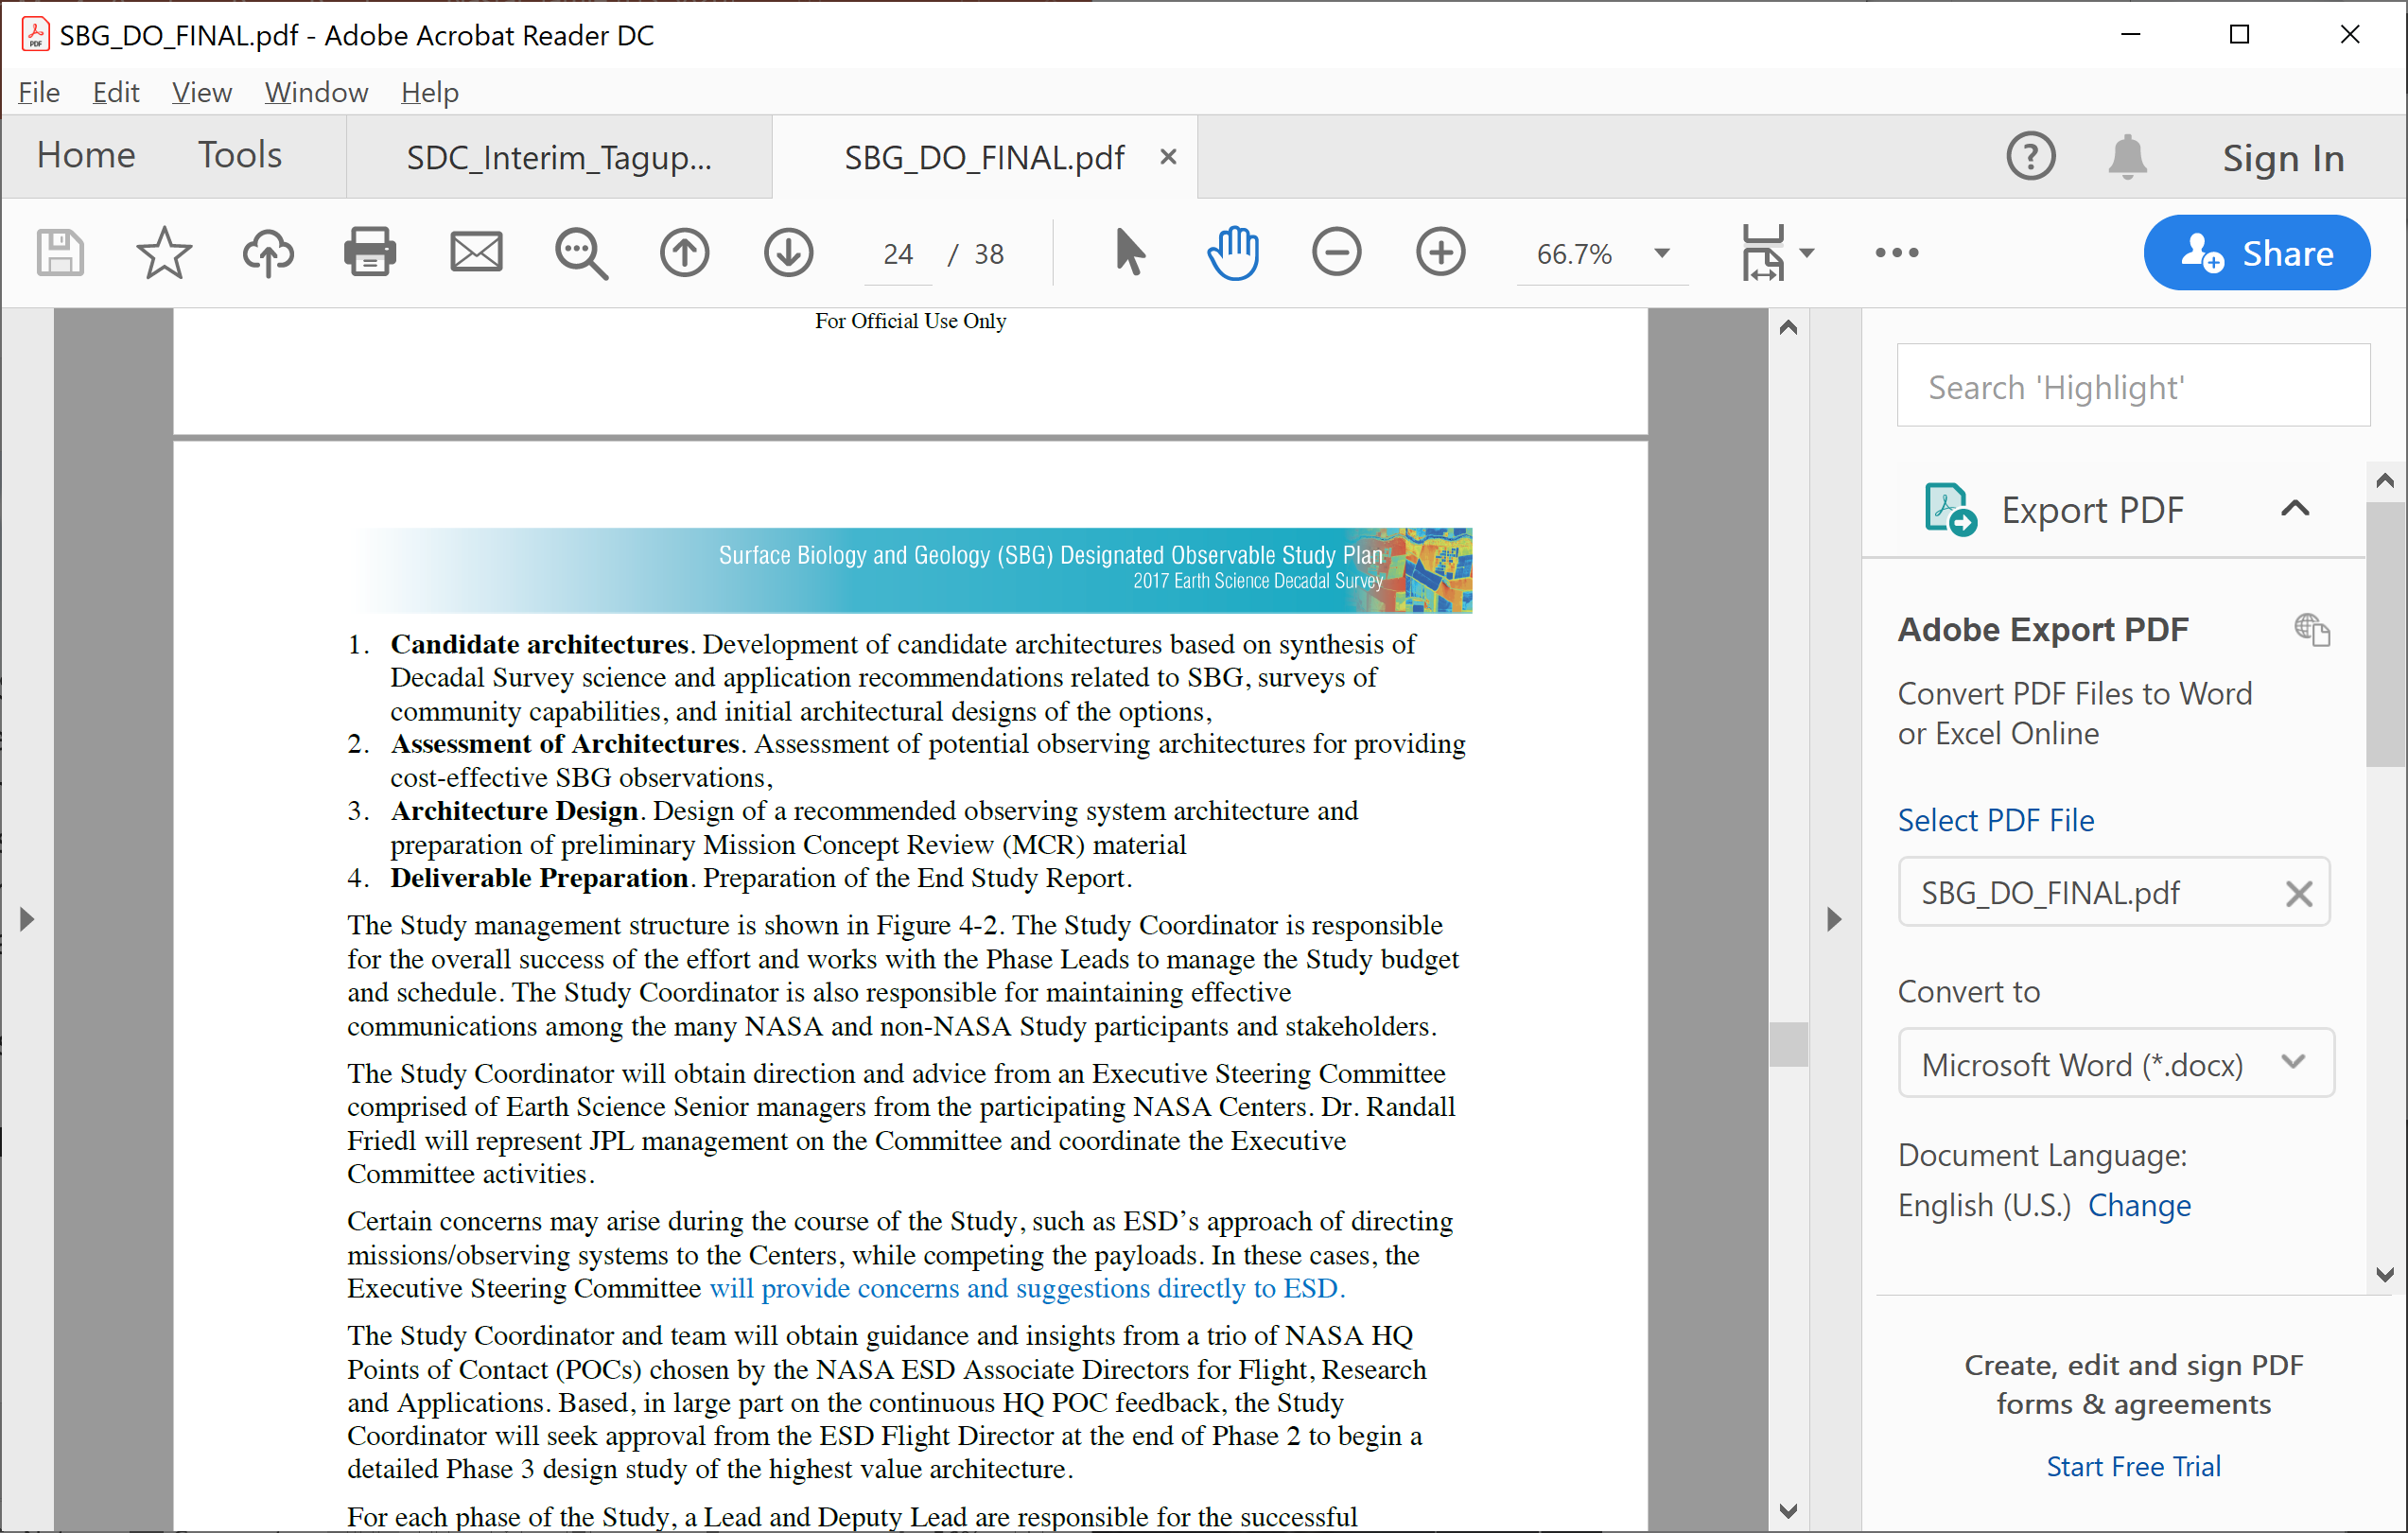 SBG_DO_FINAL.pdf - Adobe Acrobat Reader DC
File Edit View Window Help
Home Tools SDC_Interim_Tagup... SBG_DO_FINAL.pdf × Sign In
24 / 38 66.7% Share
For Official Use Only
Surface Biology and Geology (SBG) Designated Observable Study Plan
2017 Earth Science Decadal Survey
1. Candidate architectures. Development of candidate architectures based on synthesis of
Decadal Survey science and application recommendations related to SBG, surveys of
community capabilities, and initial architectural designs of the options,
2. Assessment of Architectures. Assessment of potential observing architectures for providing
cost-effective SBG observations,
3. Architecture Design. Design of a recommended observing system architecture and
preparation of preliminary Mission Concept Review (MCR) material
4. Deliverable Preparation. Preparation of the End Study Report.
The Study management structure is shown in Figure 4-2. The Study Coordinator is responsible
for the overall success of the effort and works with the Phase Leads to manage the Study budget
and schedule. The Study Coordinator is also responsible for maintaining effective
communications among the many NASA and non-NASA Study participants and stakeholders.
The Study Coordinator will obtain direction and advice from an Executive Steering Committee
comprised of Earth Science Senior managers from the participating NASA Centers. Dr. Randall
Friedl will represent JPL management on the Committee and coordinate the Executive
Committee activities.
Certain concerns may arise during the course of the Study, such as ESD's approach of directing
missions/observing systems to the Centers, while competing the payloads. In these cases, the
Executive Steering Committee will provide concerns and suggestions directly to ESD.
The Study Coordinator and team will obtain guidance and insights from a trio of NASA HQ
Points of Contact (POCs) chosen by the NASA ESD Associate Directors for Flight, Research
and Applications. Based, in large part on the continuous HQ POC feedback, the Study
Coordinator will seek approval from the ESD Flight Director at the end of Phase 2 to begin a
detailed Phase 3 design study of the highest value architecture.
For each phase of the Study, a Lead and Deputy Lead are responsible for the successful
Search 'Highlight'
Export PDF
Adobe Export PDF
Convert PDF Files to Word
or Excel Online
Select PDF File
SBG_DO_FINAL.pdf
Convert to
Microsoft Word (*.docx)
Document Language:
English (U.S.) Change
Create, edit and sign PDF
forms & agreements
Start Free Trial